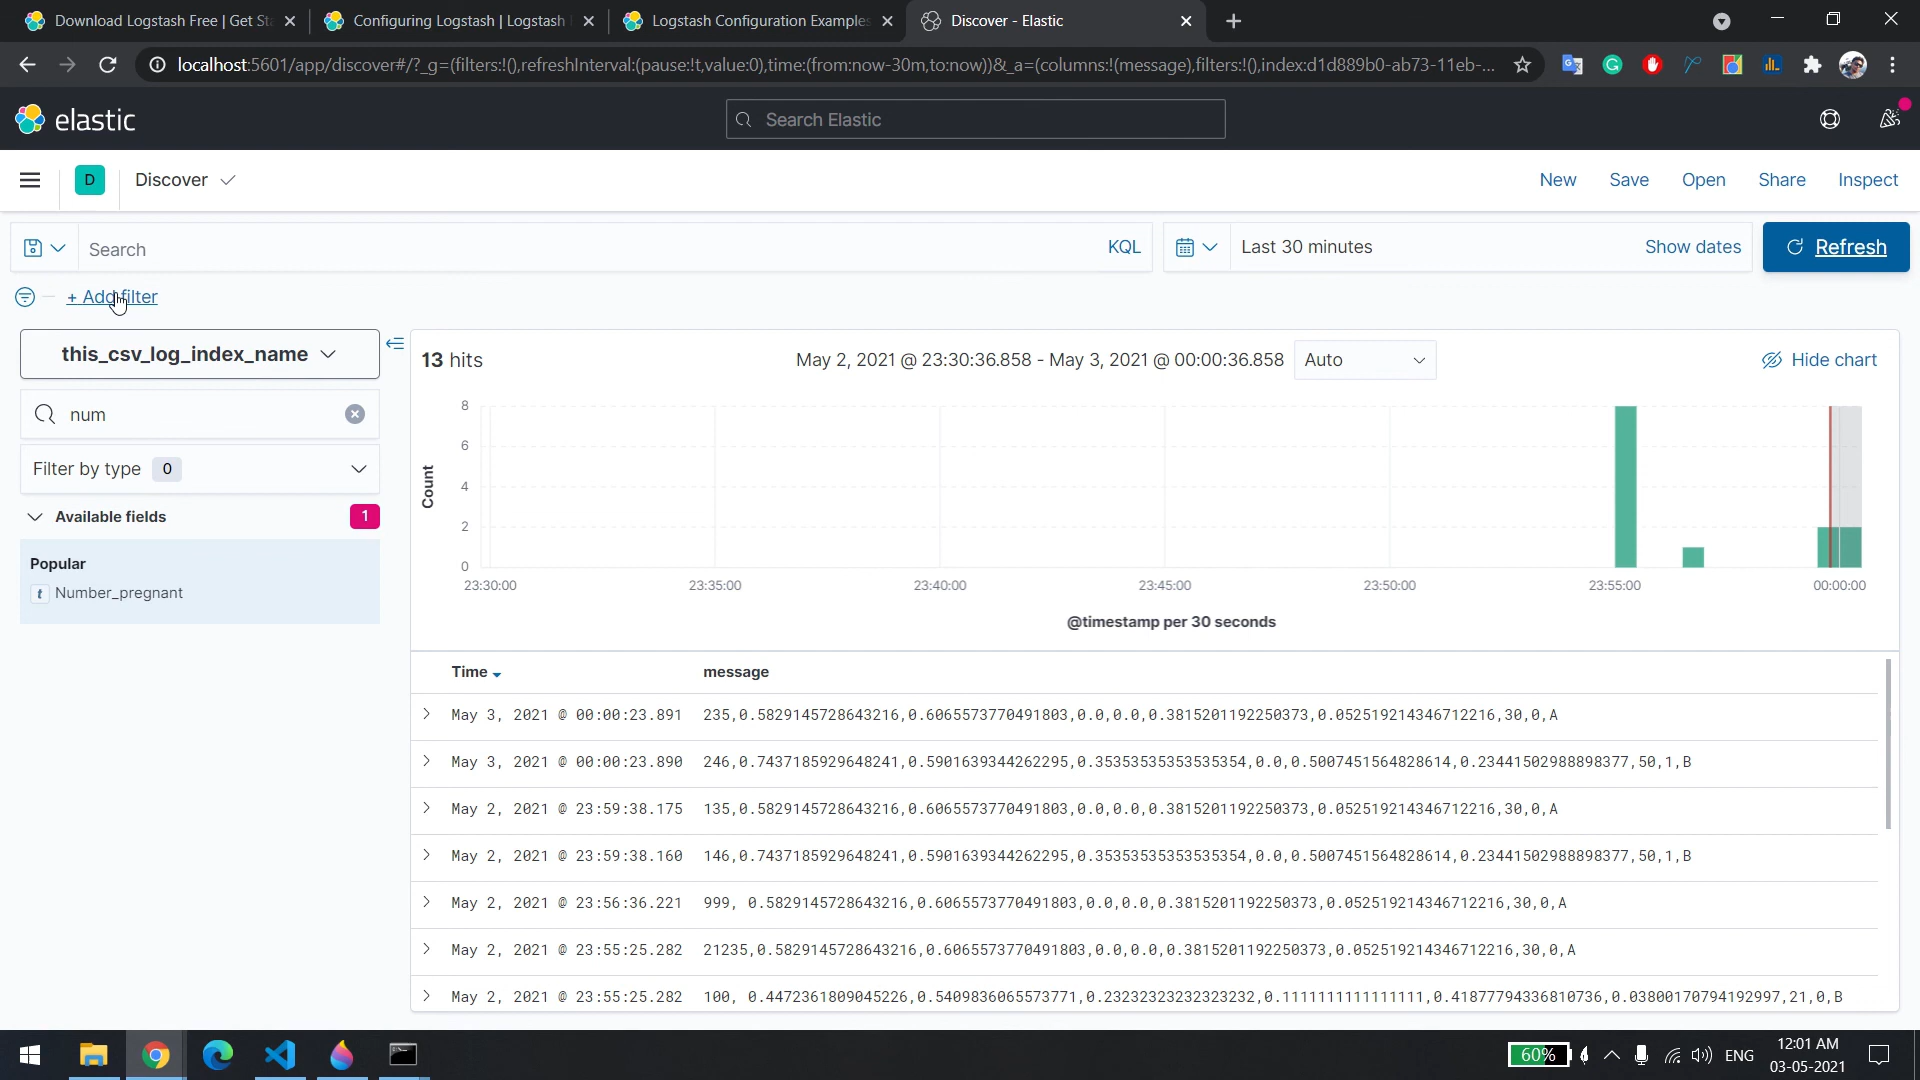 Download Logstash Free | Get Sta
Configuring Logstash | Logstash
Logstash Configuration Examples
Discover - Elastic
localhost:5601/app/discover#/?_g=(filters:!(),refreshInterval:(pause:!t,value:0),time:(from:now-30m,to:now))&_a=(columns:!(message),filters:!(),index:d1d889b0-ab73-11eb-...
elastic
Search Elastic
D
Discover
New
Save
Open
Share
Inspect
Search
KQL
Last 30 minutes
Show dates
Refresh
+ Add filter
this_csv_log_index_name
13 hits
May 2, 2021 @ 23:30:36.858 - May 3, 2021 @ 00:00:36.858
Auto
Hide chart
num
Filter by type 0
Available fields
1
Popular
t Number_pregnant
Count
8
6
4
2
0
23:30:00
23:35:00
23:40:00
23:45:00
23:50:00
23:55:00
00:00:00
@timestamp per 30 seconds
Time
message
May 3, 2021 @ 00:00:23.891 235,0.5829145728643216,0.6065573770491803,0.0,0.0,0.3815201192250373,0.052519214346712216,30,0,A
May 3, 2021 @ 00:00:23.890 246,0.7437185929648241,0.5901639344262295,0.35353535353535354,0.0,0.5007451564828614,0.23441502988898377,50,1,B
May 2, 2021 @ 23:59:38.175 135,0.5829145728643216,0.6065573770491803,0.0,0.0,0.3815201192250373,0.052519214346712216,30,0,A
May 2, 2021 @ 23:59:38.160 146,0.7437185929648241,0.5901639344262295,0.35353535353535354,0.0,0.5007451564828614,0.23441502988898377,50,1,B
May 2, 2021 @ 23:56:36.221 999, 0.5829145728643216,0.6065573770491803,0.0,0.0,0.3815201192250373,0.052519214346712216,30,0,A
May 2, 2021 @ 23:55:25.282 21235,0.5829145728643216,0.6065573770491803,0.0,0.0,0.3815201192250373,0.052519214346712216,30,0,A
May 2, 2021 @ 23:55:25.282 100, 0.4472361809045226,0.5409836065573771,0.23232323232323232,0.1111111111111111,0.41877794336810736,0.03800170794192997,21,0,B
60%
ENG
12:01 AM
03-05-2021